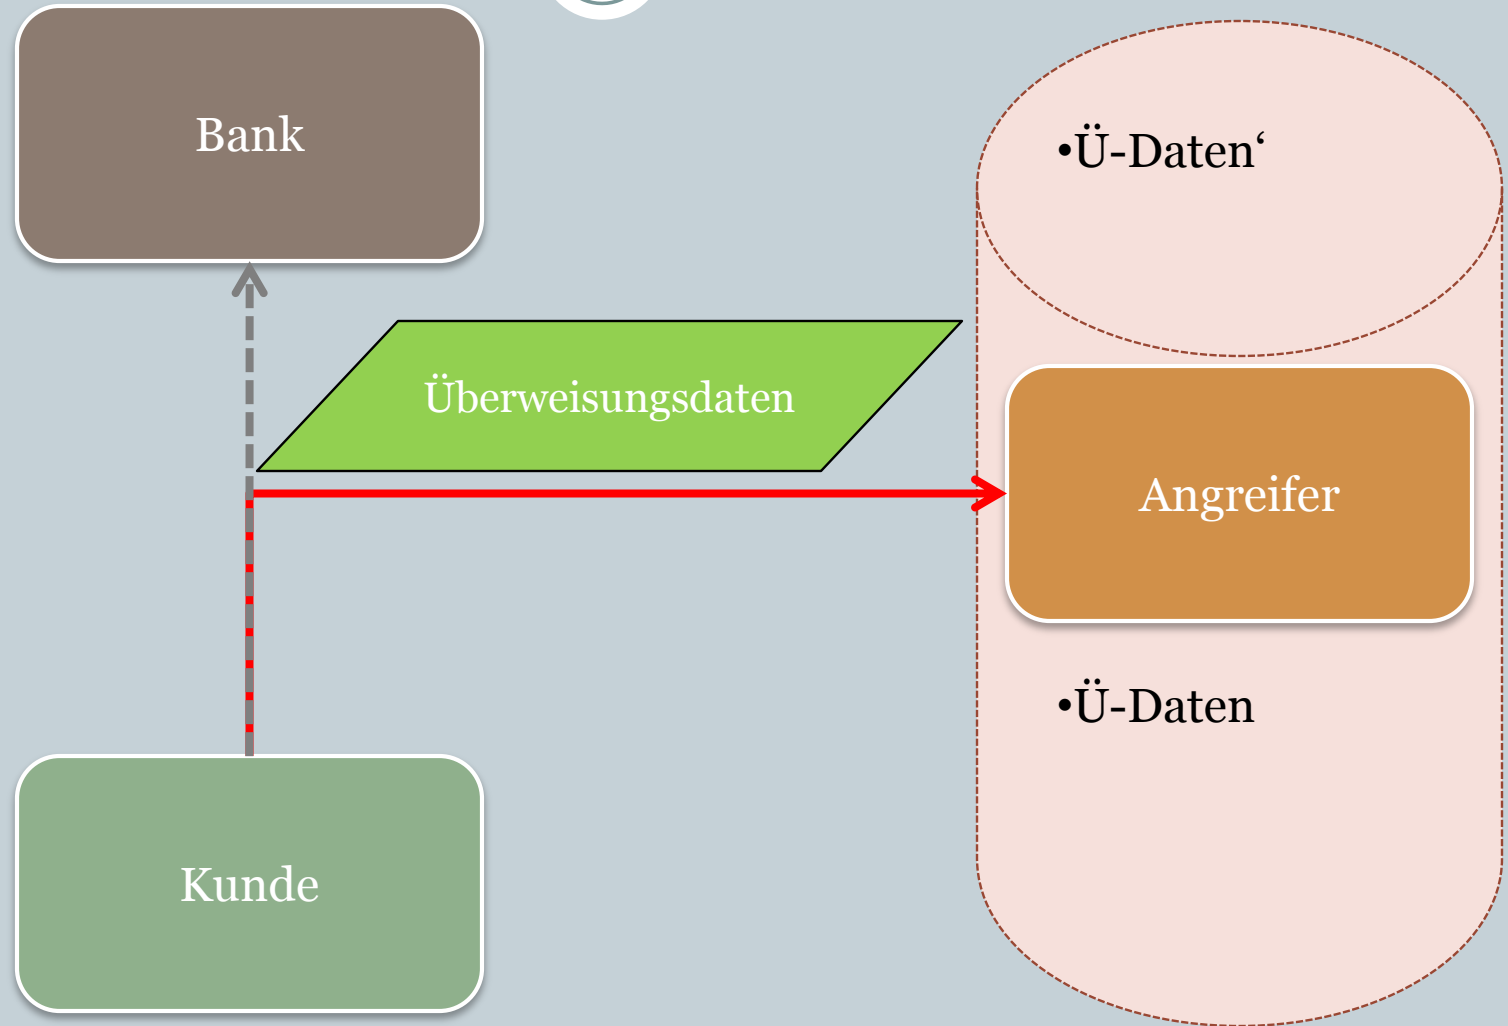 Bank
•Ü-Daten‘
Überweisungsdaten
Angreifer
•Ü-Daten
Kunde